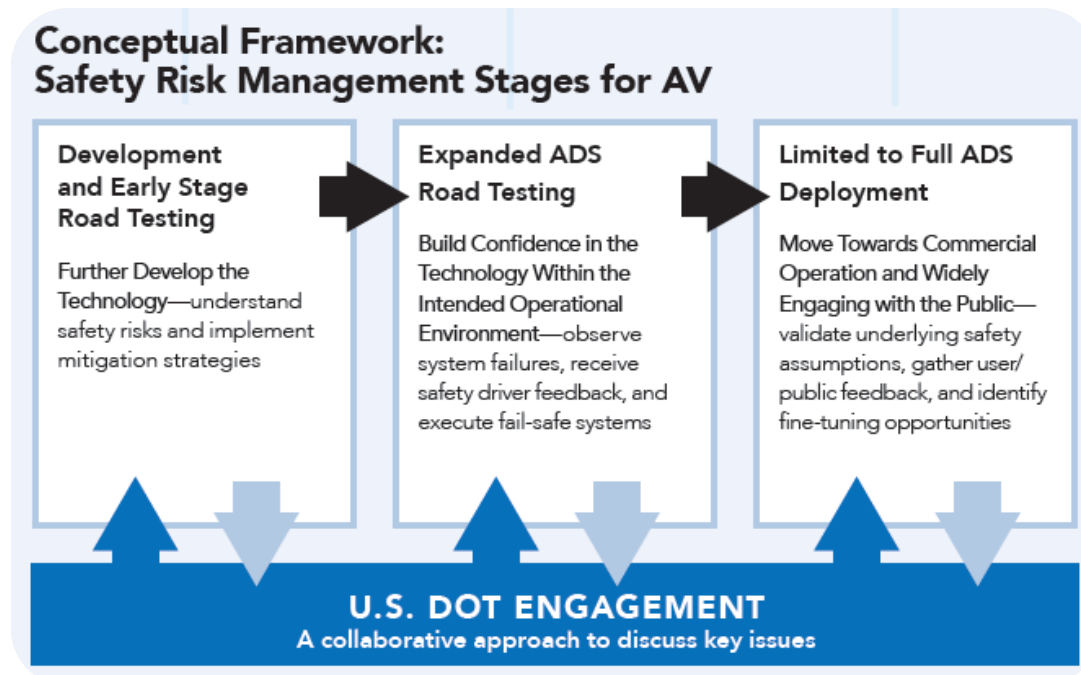 Conceptual Framework:
Safety Risk Management Stages for AV
Development
and Early Stage
Road Testing
Further Develop the
Technology—understand
safety risks and implement
mitigation strategies
Expanded ADS
Road Testing
Build Confidence in the
Technology Within the
Intended Operational
Environment—observe
system failures, receive
safety driver feedback, and
execute fail-safe systems
Limited to Full ADS
Deployment
Move Towards Commercial
Operation and Widely
Engaging with the Public—
validate underlying safety
assumptions, gather user/
public feedback, and identify
fine-tuning opportunities
U.S. DOT ENGAGEMENT
A collaborative approach to discuss key issues